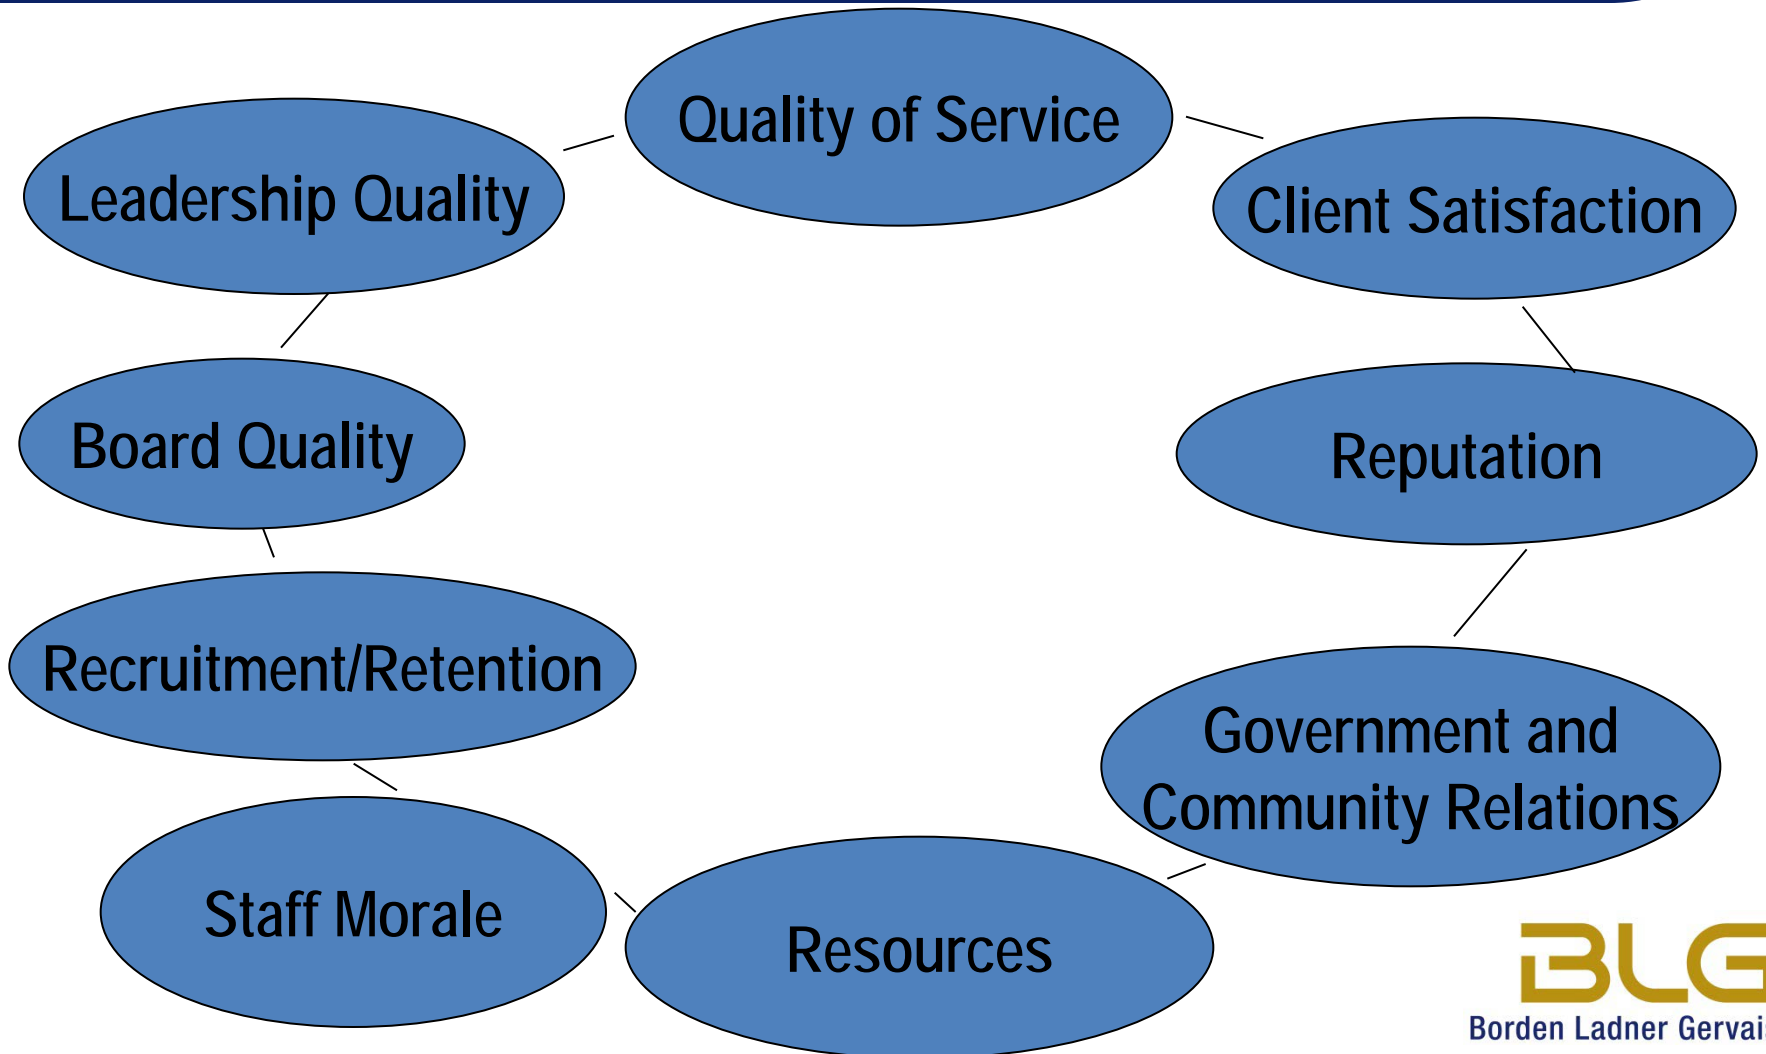 Quality of Service
Leadership Quality
Client Satisfaction
Board Quality
Reputation
Recruitment/Retention
Government and
Community Relations
Staff Morale
Resources
BLG
Borden Ladner Gervais